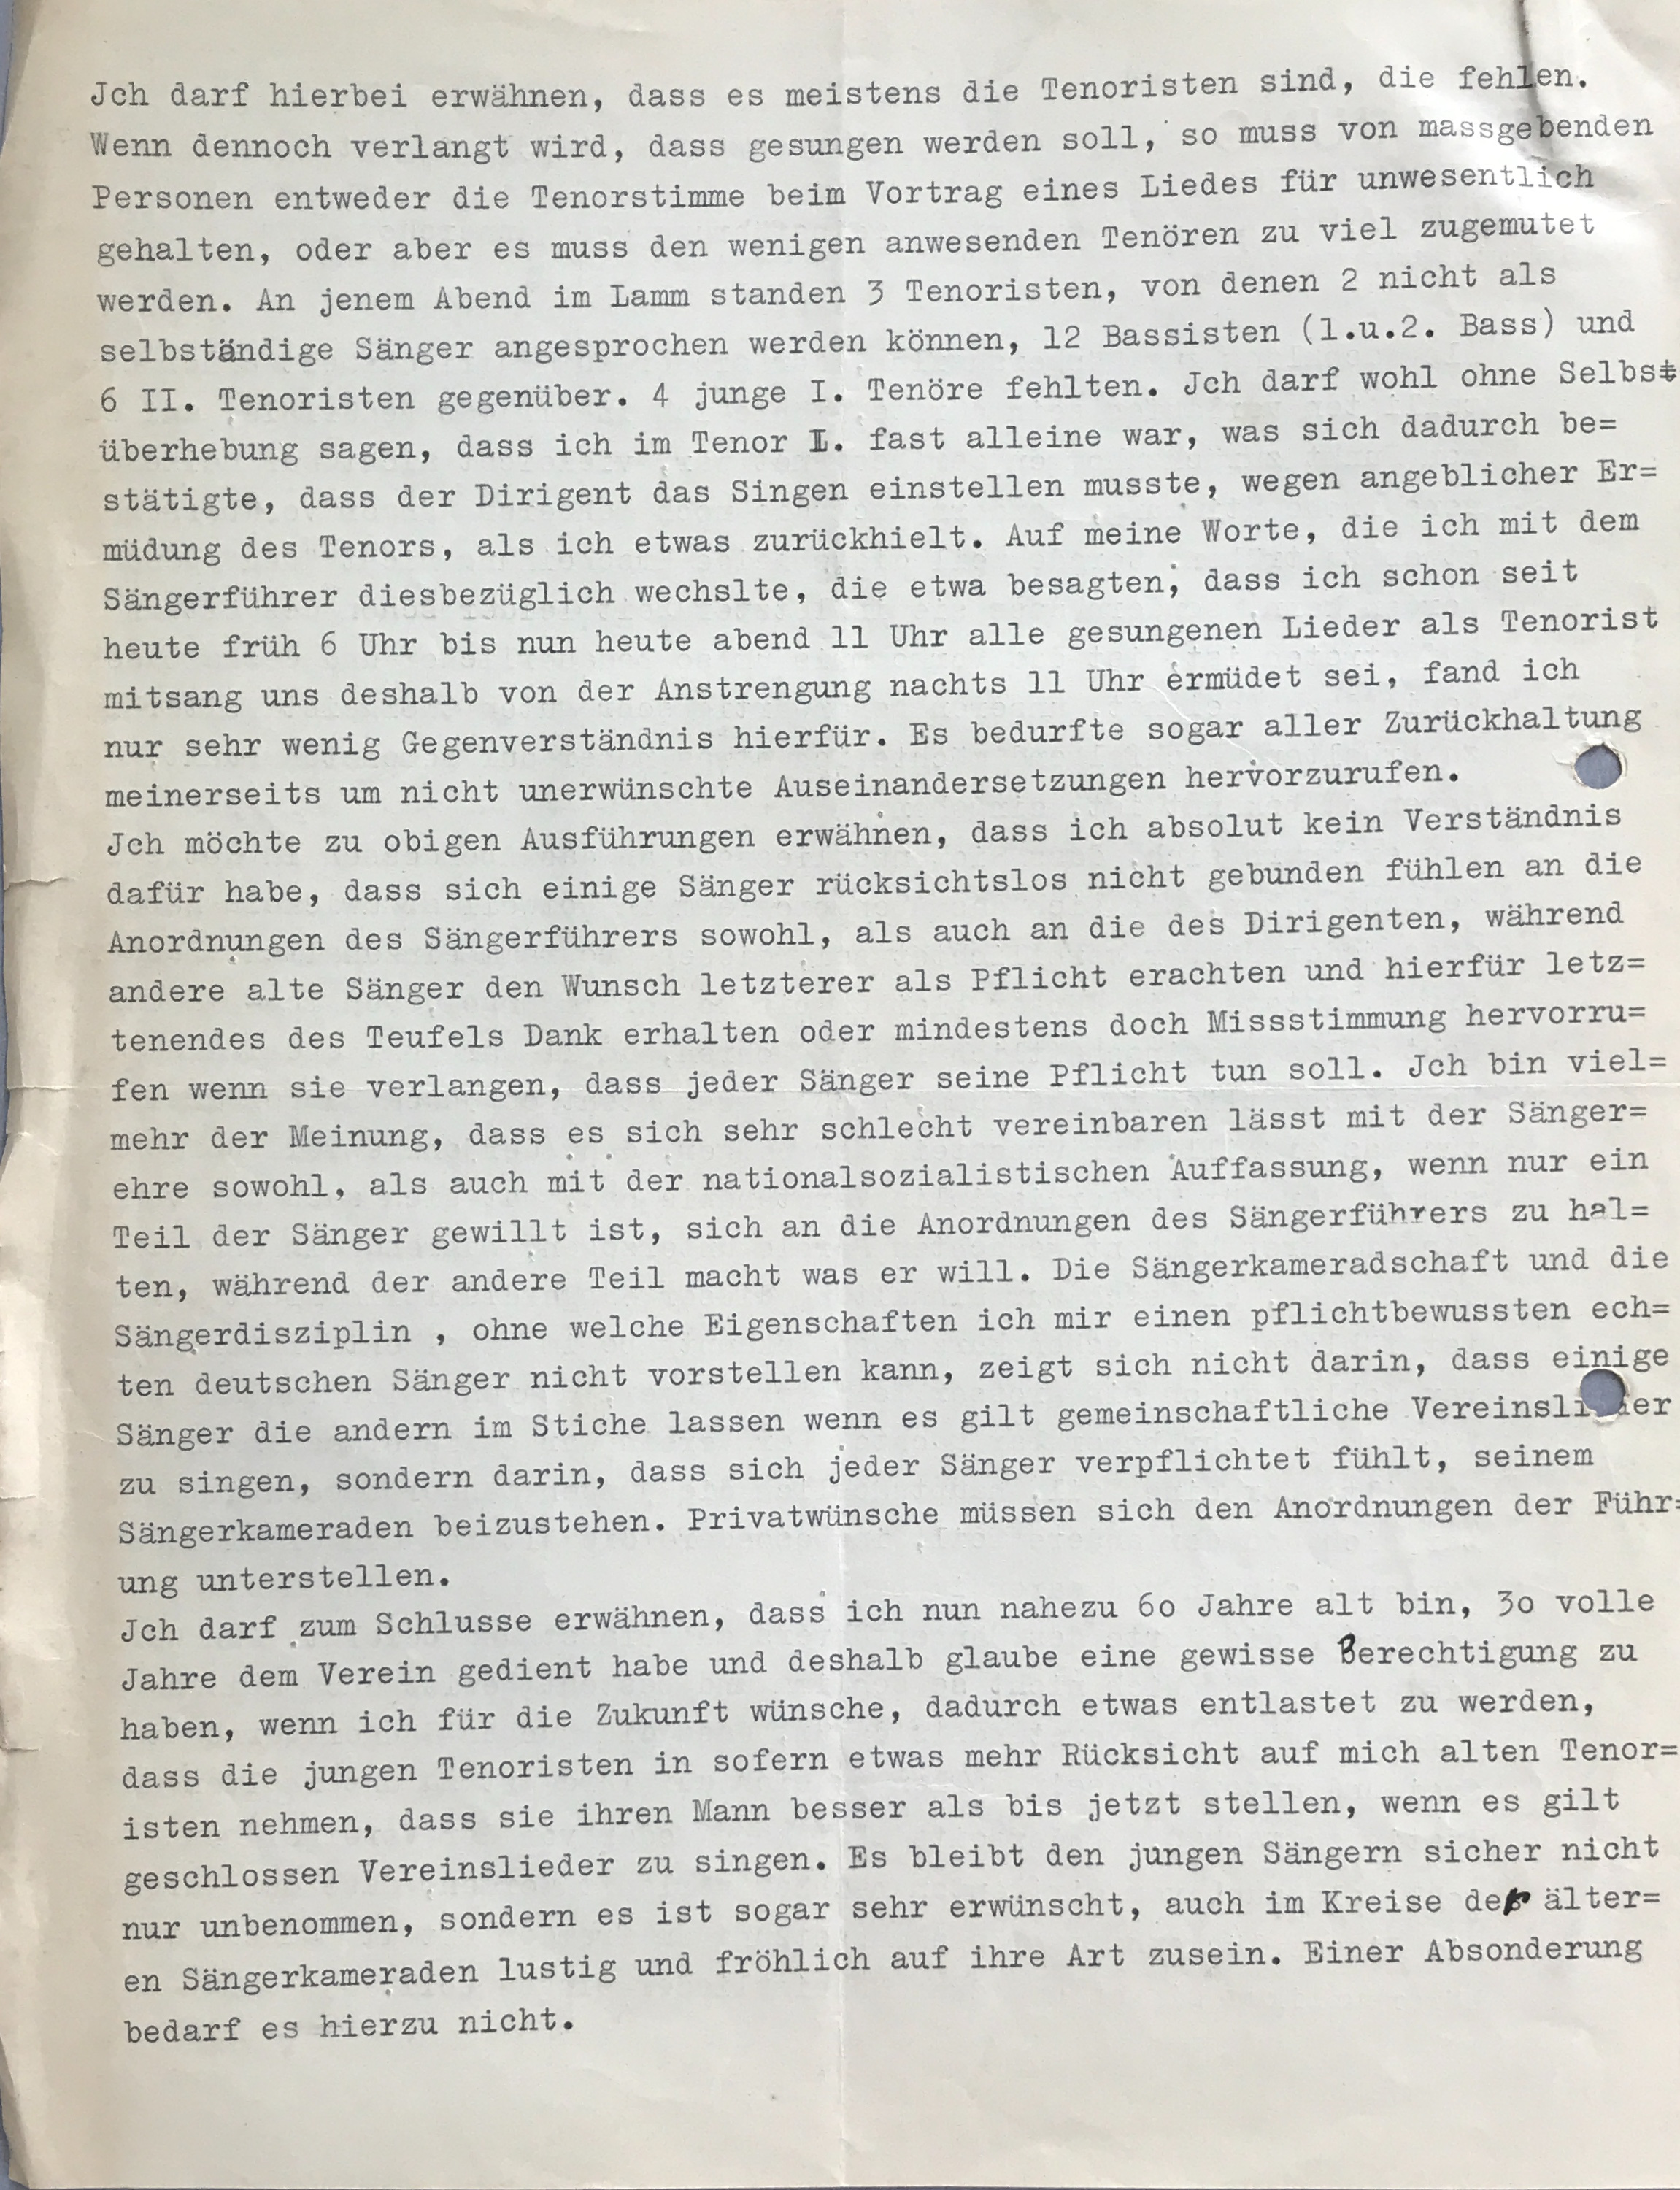 Jch darf hierbei erwähnen, dass es meistens die Tenoristen sind, die fehlen.
Wenn dennoch verlangt wird, dass gesungen werden soll, so muss von massgebenden
Personen entweder die Tenorstimme beim Vortrag eines Liedes für unwesentlich
gehalten, oder aber es muss den wenigen anwesenden Tenören zu viel zugemutet
werden. An jenem Abend im Lamm standen 3 Tenoristen, von denen 2 nicht als
selbständige Sänger angesprochen werden können, 12 Bassisten (1.u.2. Bass) und
6 II. Tenoristen gegenüber. 4 junge I. Tenöre fehlten. Jch darf wohl ohne Selbst
überhebung sagen, dass ich im Tenor I. fast alleine war, was sich dadurch be=
stätigte, dass der Dirigent das Singen einstellen musste, wegen angeblicher Er=
müdung des Tenors, als ich etwas zurückhielt. Auf meine Worte, die ich mit dem
Sängerführer diesbezüglich wechslte, die etwa besagten, dass ich schon seit
heute früh 6 Uhr bis nun heute abend 11 Uhr alle gesungenen Lieder als Tenorist
mitsang uns deshalb von der Anstrengung nachts 11 Uhr ermüdet sei, fand ich
nur sehr wenig Gegenverständnis hierfür. Es bedurfte sogar aller Zurückhaltung
meinerseits um nicht unerwünschte Auseinandersetzungen hervorzurufen.
Jch möchte zu obigen Ausführungen erwähnen, dass ich absolut kein Verständnis
dafür habe, dass sich einige Sänger rücksichtslos nicht gebunden fühlen an die
Anordnungen des Sängerführers sowohl, als auch an die des Dirigenten, während
andere alte Sänger den Wunsch letzterer als Pflicht erachten und hierfür letz=
tenendes des Teufels Dank erhalten oder mindestens doch Missstimmung hervorru=
fen wenn sie verlangen, dass jeder Sänger seine Pflicht tun soll. Jch bin viel=
mehr der Meinung, dass es sich sehr schlecht vereinbaren lässt mit der Sänger=
ehre sowohl, als auch mit der nationalsozialistischen Auffassung, wenn nur ein
Teil der Sänger gewillt ist, sich an die Anordnungen des Sängerführers zu hal=
ten, während der andere Teil macht was er will. Die Sängerkameradschaft und die
Sängerdisziplin , ohne welche Eigenschaften ich mir einen pflichtbewussten ech=
ten deutschen Sänger nicht vorstellen kann, zeigt sich nicht darin, dass einige
Sänger die andern im Stiche lassen wenn es gilt gemeinschaftliche Vereinslieder
zu singen, sondern darin, dass sich jeder Sänger verpflichtet fühlt, seinem
Sängerkameraden beizustehen. Privatwünsche müssen sich den Anordnungen der Führ=
ung unterstellen.
Jch darf zum Schlusse erwähnen, dass ich nun nahezu 6o Jahre alt bin, 3o volle
Jahre dem Verein gedient habe und deshalb glaube eine gewisse Berechtigung zu
haben, wenn ich für die Zukunft wünsche, dadurch etwas entlastet zu werden,
dass die jungen Tenoristen in sofern etwas mehr Rücksicht auf mich alten Tenor=
isten nehmen, dass sie ihren Mann besser als bis jetzt stellen, wenn es gilt
geschlossen Vereinslieder zu singen. Es bleibt den jungen Sängern sicher nicht
nur unbenommen, sondern es ist sogar sehr erwünscht, auch im Kreise der älter=
en Sängerkameraden lustig und fröhlich auf ihre Art zusein. Einer Absonderung
bedarf es hierzu nicht.